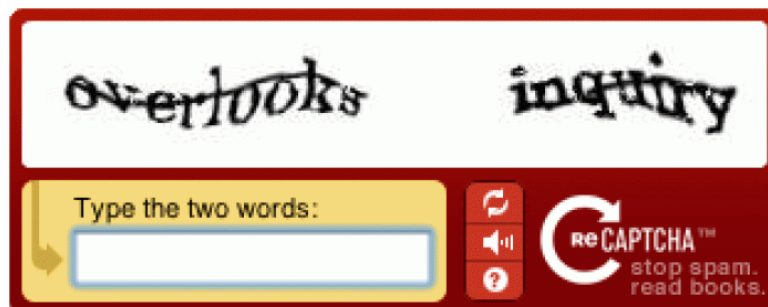 overlooks inquiry
Type the two words:
reCAPTCHA™
stop spam.
read books.